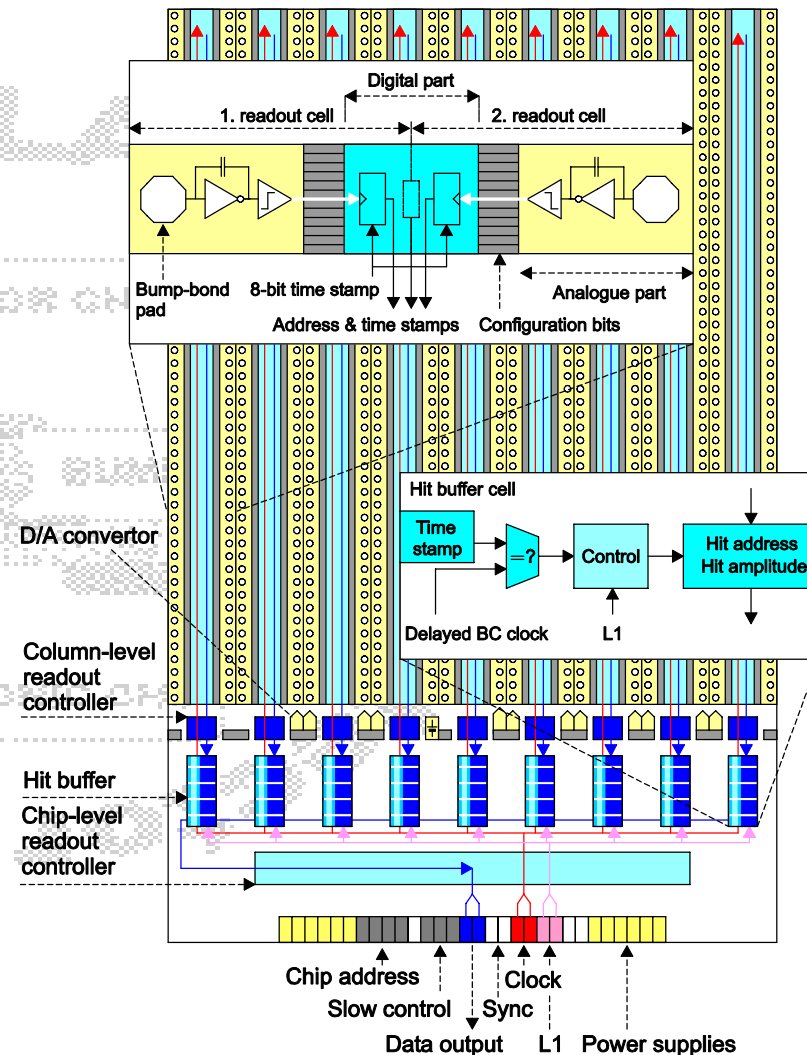 Digital part
1. readout cell
2. readout cell
Bump-bond
pad
8-bit time stamp
Analogue part
Address & time stamps
Configuration bits
Hit buffer cell
Time
stamp
=?
Control
Hit address
Hit amplitude
Delayed BC clock
L1
D/A convertor
Column-level
readout
controller
Hit buffer
Chip-level
readout
controller
Chip address
Clock
Slow control
Sync
Data output
L1
Power supplies